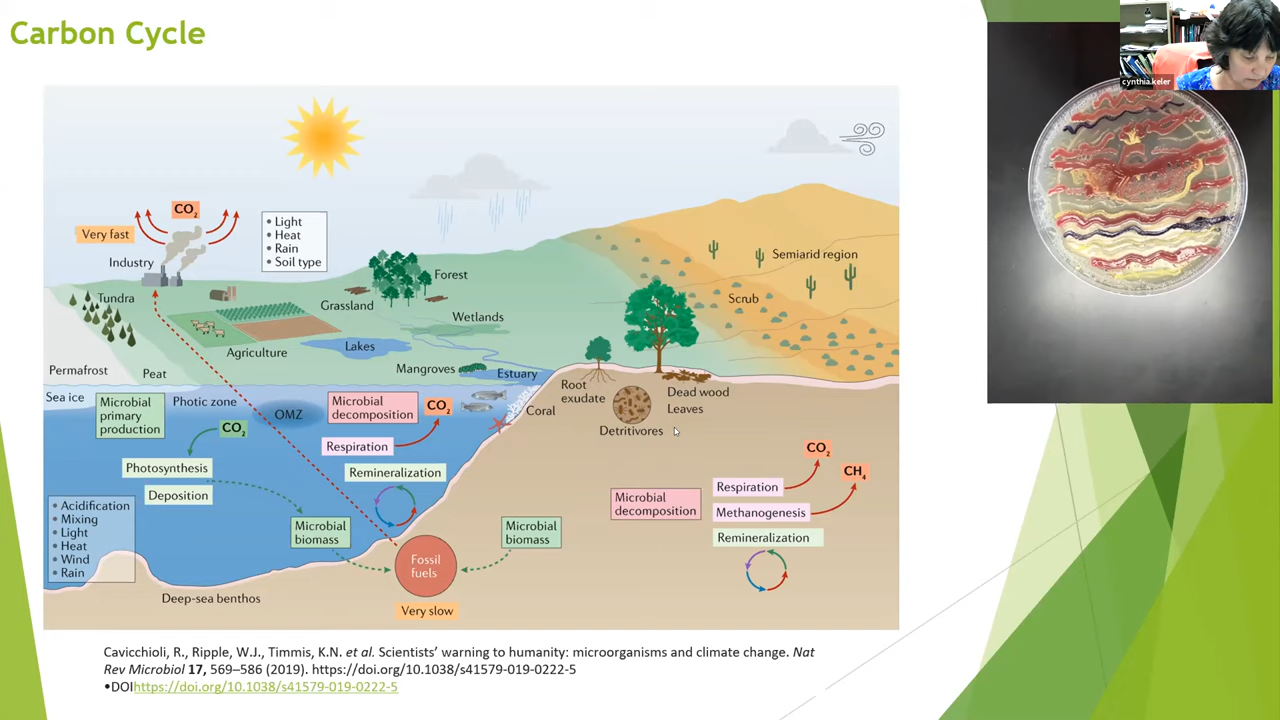 Carbon Cycle
cynthia.keler
CO₂
Very fast
Industry
• Light
• Heat
• Rain
• Soil type
Forest
Semiarid region
Tundra
Grassland
Scrub
Wetlands
Agriculture
Lakes
Permafrost
Peat
Mangroves
Estuary
Sea ice
Microbial
primary
production
Photic zone
OMZ
Microbial
decomposition
CO₂
Coral
Root
exudate
Dead wood
Leaves
Detritivores
CO₂
Respiration
Photosynthesis
Deposition
Remineralization
• Acidification
• Mixing
• Light
• Heat
• Wind
• Rain
Microbial
biomass
Microbial
biomass
Microbial
decomposition
Respiration
CO₂
CH₄
Methanogenesis
Remineralization
Fossil
fuels
Very slow
Deep-sea benthos
Cavicchioli, R., Ripple, W.J., Timmis, K.N. et al. Scientists’ warning to humanity: microorganisms and climate change. Nat
Rev Microbiol 17, 569–586 (2019). https://doi.org/10.1038/s41579-019-0222-5
•DOIhttps://doi.org/10.1038/s41579-019-0222-5